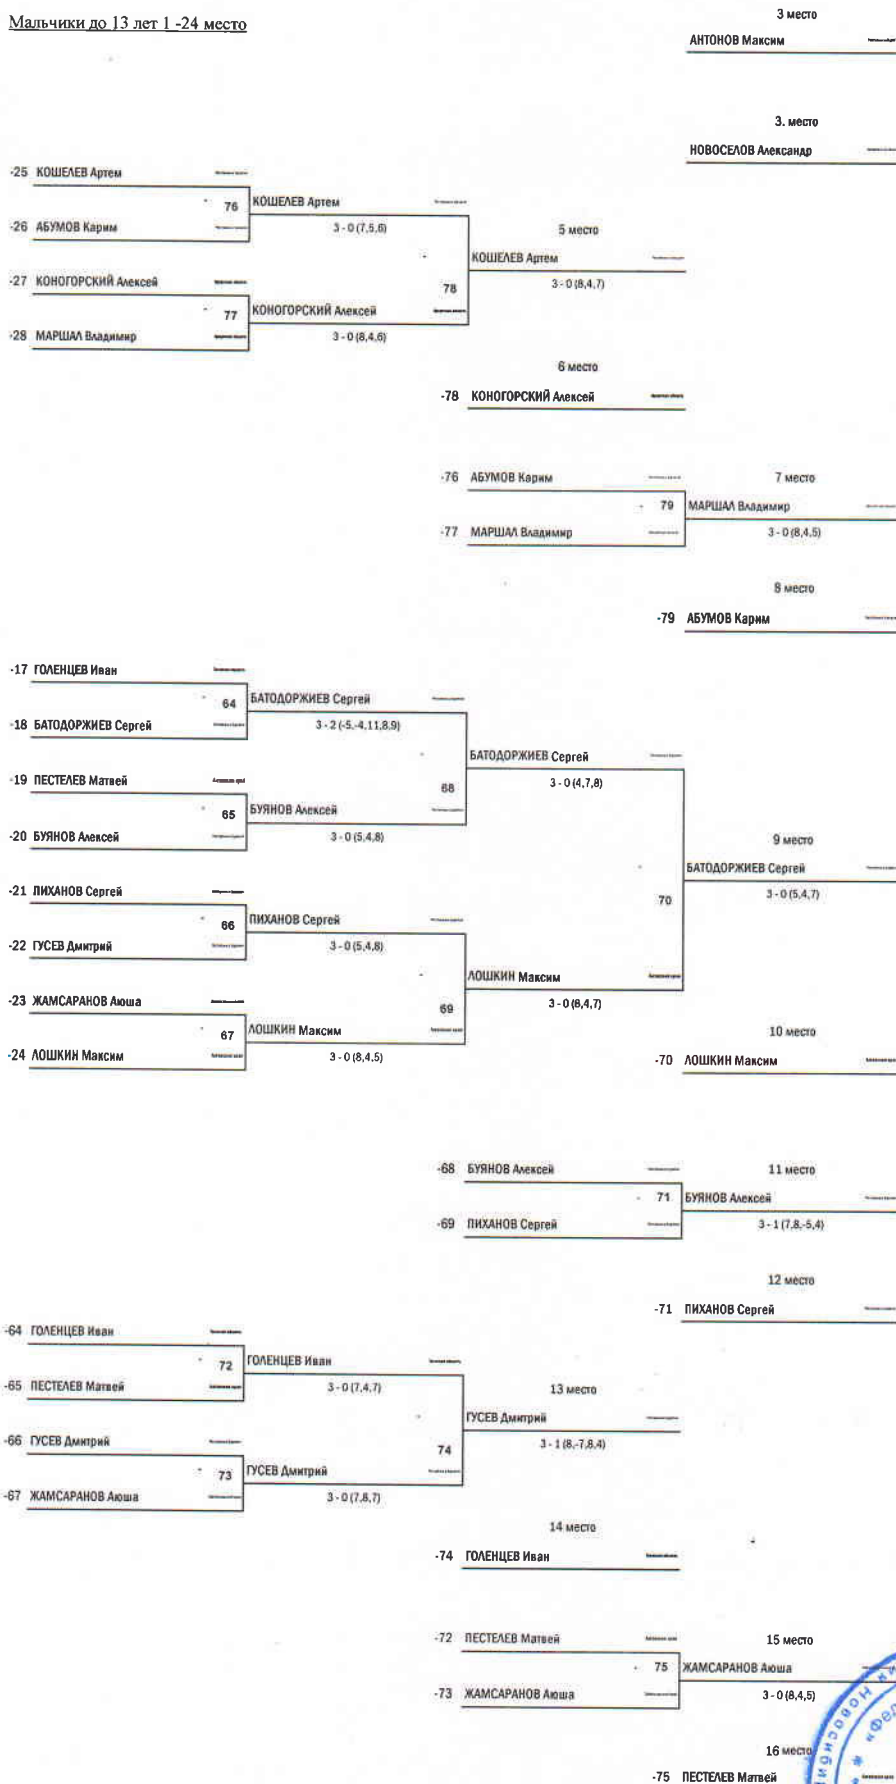 Мальчики до 13 лет 1 -24 место
3 место
АНТОНОВ Максим
3. место
НОВОСЕЛОВ Александр
-25 КОШЕЛЕВ Артем
76 КОШЕЛЕВ Артем
-26 АБУМОВ Карим
3 - 0 (7,5,6)
5 место
КОШЕЛЕВ Артем
-27 КОНОГОРСКИЙ Алексей
78
3 - 0 (8,4,7)
77 КОНОГОРСКИЙ Алексей
-28 МАРШАЛ Владимир
3 - 0 (8,4,6)
6 место
-78 КОНОГОРСКИЙ Алексей
-76 АБУМОВ Карим
7 место
79 МАРШАЛ Владимир
-77 МАРШАЛ Владимир
3 - 0 (8,4,5)
8 место
-79 АБУМОВ Карим
-17 ГОЛЕНЦЕВ Иван
64 БАТОДОРЖИЕВ Сергей
-18 БАТОДОРЖИЕВ Сергей
3 - 2 (-5,-4,11,8,9)
БАТОДОРЖИЕВ Сергей
-19 ПЕСТЕЛЕВ Матвей
68
3 - 0 (4,7,8)
65 БУЯНОВ Алексей
-20 БУЯНОВ Алексей
3 - 0 (5,4,8)
9 место
БАТОДОРЖИЕВ Сергей
-21 ПИХАНОВ Сергей
70
3 - 0 (5,4,7)
66 ПИХАНОВ Сергей
-22 ГУСЕВ Дмитрий
3 - 0 (5,4,8)
ЛОШКИН Максим
-23 ЖАМСАРАНОВ Аюша
69
3 - 0 (6,4,7)
67 ЛОШКИН Максим
-24 ЛОШКИН Максим
3 - 0 (8,4,5)
10 место
-70 ЛОШКИН Максим
-68 БУЯНОВ Алексей
11 место
71 БУЯНОВ Алексей
-69 ПИХАНОВ Сергей
3 - 1 (7,8,-5,4)
12 место
-71 ПИХАНОВ Сергей
-64 ГОЛЕНЦЕВ Иван
72 ГОЛЕНЦЕВ Иван
-65 ПЕСТЕЛЕВ Матвей
3 - 0 (7,4,7)
13 место
ГУСЕВ Дмитрий
-66 ГУСЕВ Дмитрий
74
3 - 1 (8,-7,8,4)
73 ГУСЕВ Дмитрий
-67 ЖАМСАРАНОВ Аюша
3 - 0 (7,8,7)
14 место
-74 ГОЛЕНЦЕВ Иван
-72 ПЕСТЕЛЕВ Матвей
15 место
75 ЖАМСАРАНОВ Аюша
-73 ЖАМСАРАНОВ Аюша
3 - 0 (8,4,5)
16 место
-75 ПЕСТЕЛЕВ Матвей